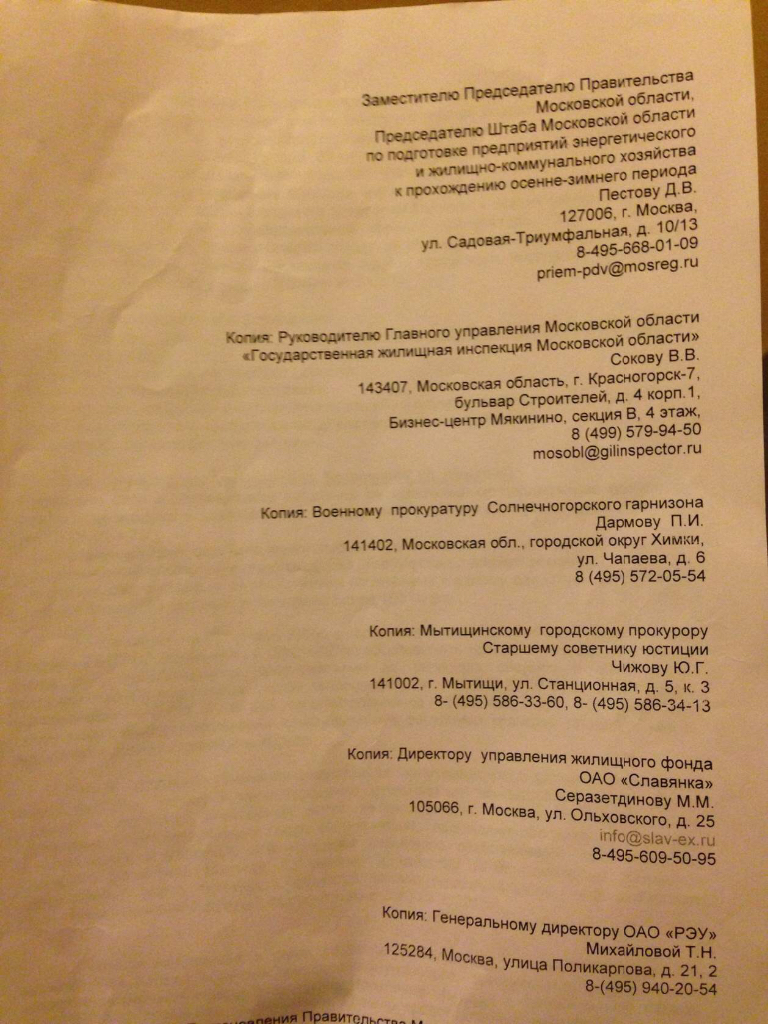 Заместителю Председателю Правительства
Московской области,
Председателю Штаба Московской области
по подготовке предприятий энергетического
и жилищно-коммунального хозяйства
к прохождению осенне-зимнего периода
Пестову Д.В.
127006, г. Москва,
ул. Садовая-Триумфальная, д. 10/13
8-495-668-01-09
priem-pdv@mosreg.ru
Копия: Руководителю Главного управления Московской области
«Государственная жилищная инспекция Московской области»
Сокову В.В.
143407, Московская область, г. Красногорск-7,
бульвар Строителей, д. 4 корп.1,
Бизнес-центр Мякинино, секция В, 4 этаж,
8 (499) 579-94-50
mosobl@gilinspector.ru
Копия: Военному прокуратуру Солнечногорского гарнизона
Дармову П.И.
141402, Московская обл., городской округ Химки,
ул. Чапаева, д. 6
8 (495) 572-05-54
Копия: Мытищинскому городскому прокурору
Старшему советнику юстиции
Чижову Ю.Г.
141002, г. Мытищи, ул. Станционная, д. 5, к. 3
8- (495) 586-33-60, 8- (495) 586-34-13
Копия: Директору управления жилищного фонда
ОАО «Славянка»
Серазетдинову М.М.
105066, г. Москва, ул. Ольховского, д. 25
info@slav-ex.ru
8-495-609-50-95
Копия: Генеральному директору ОАО «РЭУ»
Михайловой Т.Н.
125284, Москва, улица Поликарпова, д. 21, 2
8-(495) 940-20-54
Правительства